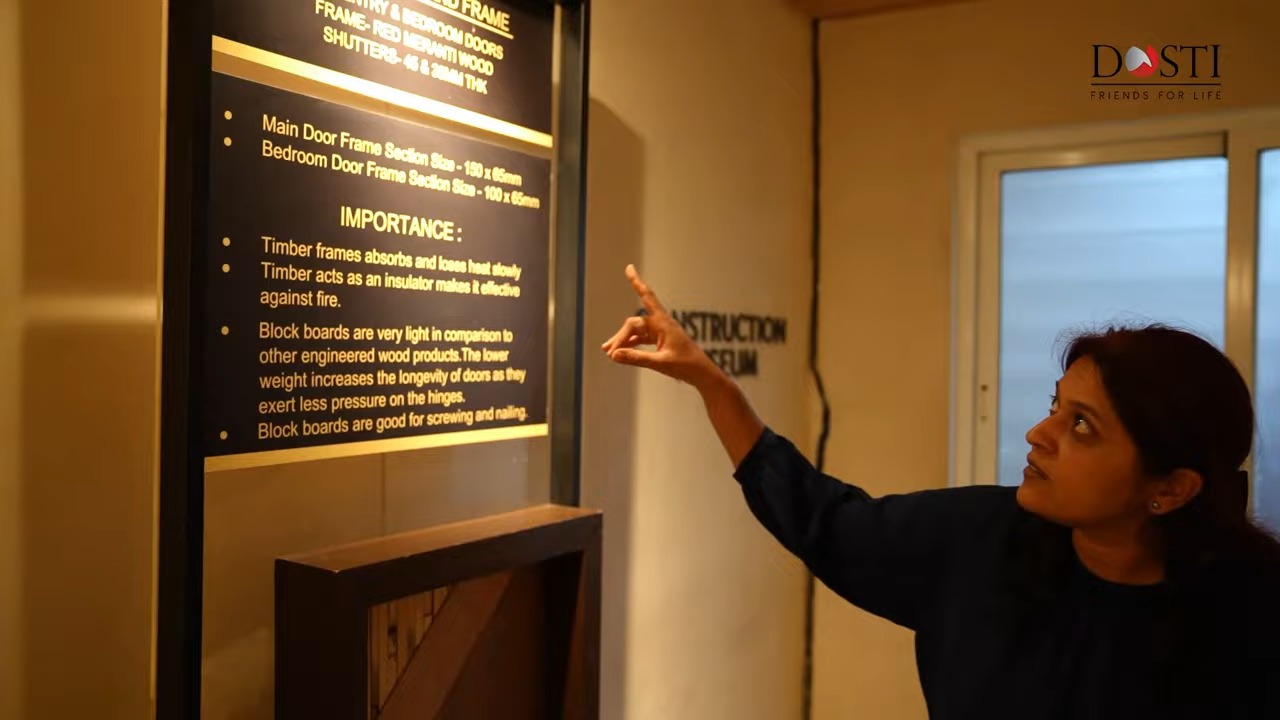 FRAME
ENTRY & BEDROOM DOORS
FRAME- RED MERANTI WOOD
SHUTTERS- 45 & 35MM THK
• Main Door Frame Section Size - 150 x 65mm
• Bedroom Door Frame Section Size - 100 x 65mm
IMPORTANCE :
• Timber frames absorbs and loses heat slowly
• Timber acts as an insulator makes it effective
against fire.
• Block boards are very light in comparison to
other engineered wood products.The lower
weight increases the longevity of doors as they
exert less pressure on the hinges.
• Block boards are good for screwing and nailing.
NSTRUCTION
SEUM
DOSTI
FRIENDS FOR LIFE